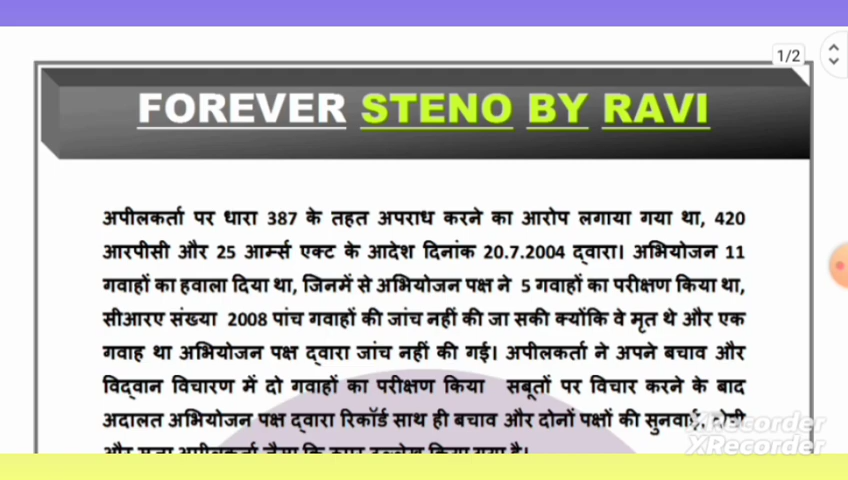 1/2
FOREVER STENO BY RAVI
अपीलकर्ता पर धारा 387 के तहत अपराध करने का आरोप लगाया गया था, 420
आरपीसी और 25 आर्म्स एक्ट के आदेश दिनांक 20.7.2004 द्वारा। अभियोजन 11
गवाहों का हवाला दिया था, जिनमें से अभियोजन पक्ष ने 5 गवाहों का परीक्षण किया था,
सीआरए संख्या 2008 पांच गवाहों की जांच नहीं की जा सकी क्योंकि वे मृत थे और एक
गवाह था अभियोजन पक्ष द्वारा जांच नहीं की गई। अपीलकर्ता ने अपने बचाव और
विद्वान विचारण में दो गवाहों का परीक्षण किया सबूतों पर विचार करने के बाद
अदालत अभियोजन पक्ष द्वारा रिकॉर्ड साथ ही बचाव और दोनों पक्षों की सुनवाई,
XRecorder
XRecorder